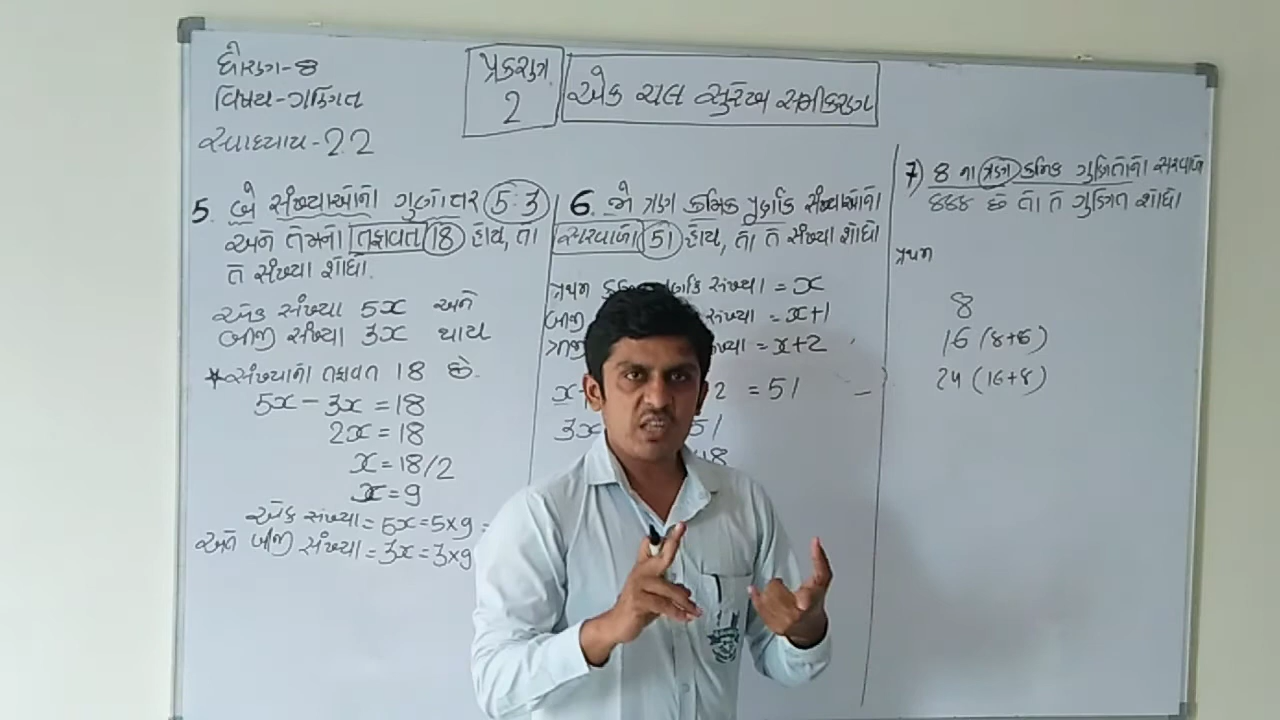 ધોરણ-8
વિષય-ગણિત
સ્વાધ્યાય-2.2
પ્રકરણ
2
એક ચલ સુરેખ સમીકરણ
5. બે સંખ્યાઓનો ગુણોત્તર 5:3
અને તેમનો તફાવત 18 હોય, તો
તે સંખ્યા શોધો.
એક સંખ્યા 5x અને
બીજી સંખ્યા 3x થાય
*સંખ્યાનો તફાવત 18 છે.
5x - 3x = 18
2x = 18
x = 18/2
x = 9
એક સંખ્યા = 5x = 5x9 =
અને બીજી સંખ્યા = 3x = 3x9
6. જો ત્રણ ક્રમિક પૂર્ણાંક સંખ્યાઓનો
સરવાળો 51 હોય, તો તે સંખ્યા શોધો
પ્રથમ સંખ્યા = x
બીજી સંખ્યા = x+1
= x+2
x 2 = 51
3x 51
48
7) 8 ના ત્રણ ક્રમિક ગુણિતોનો સરવાળો
888 છે તો તે ગુણિત શોધો
પ્રથમ
8
16 (8+8)
24 (16+8)